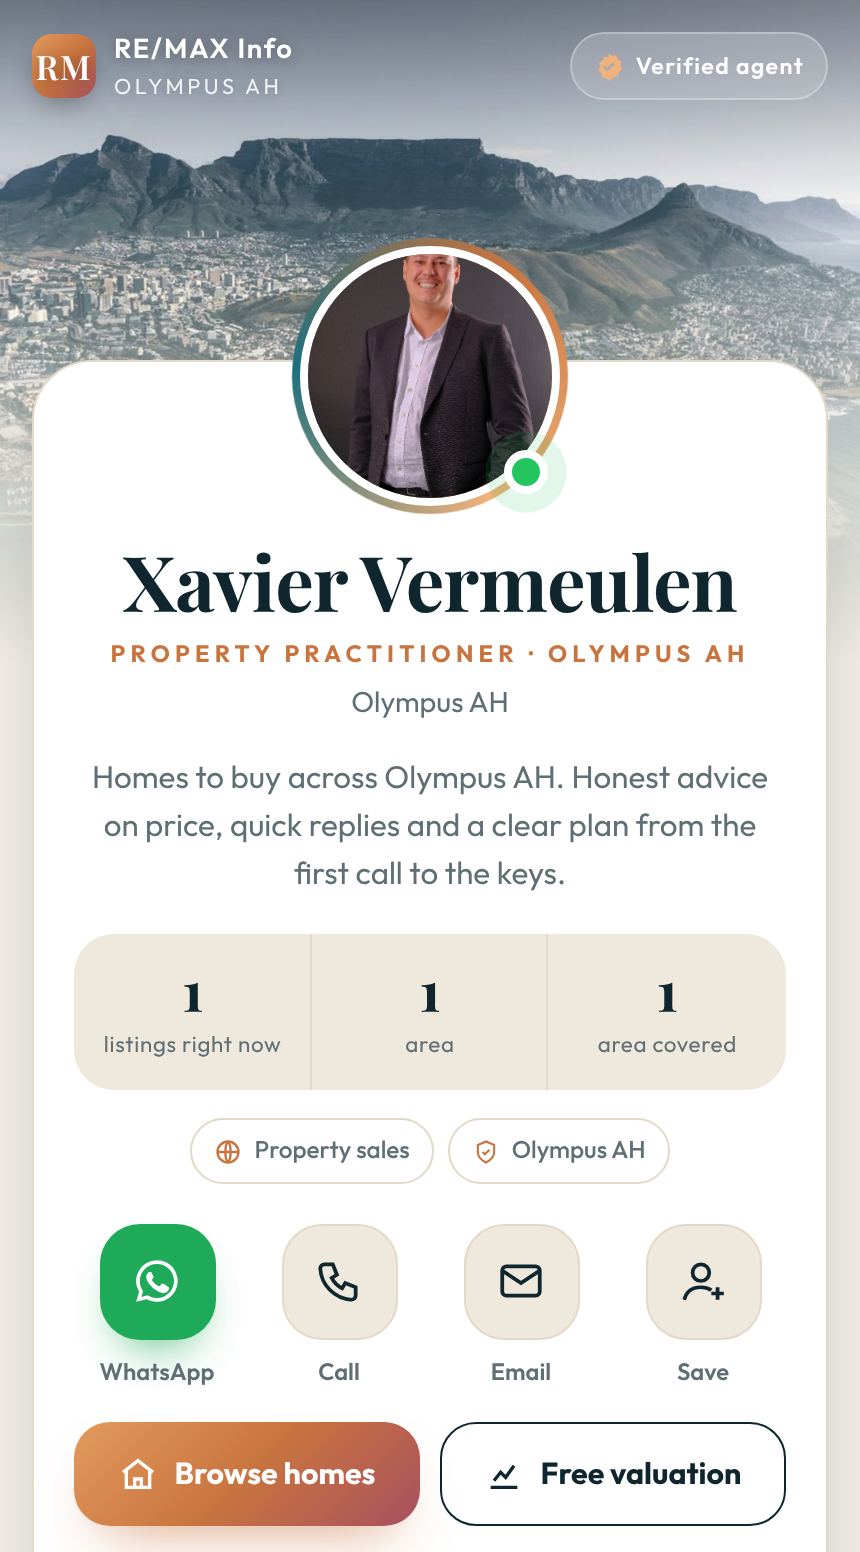 RM
RE/MAX Info
OLYMPUS AH
Verified agent
Xavier Vermeulen
PROPERTY PRACTITIONER · OLYMPUS AH
Olympus AH
Homes to buy across Olympus AH. Honest advice
on price, quick replies and a clear plan from the
first call to the keys.
1
listings right now
1
area
1
area covered
Property sales
Olympus AH
WhatsApp
Call
Email
Save
Browse homes
Free valuation